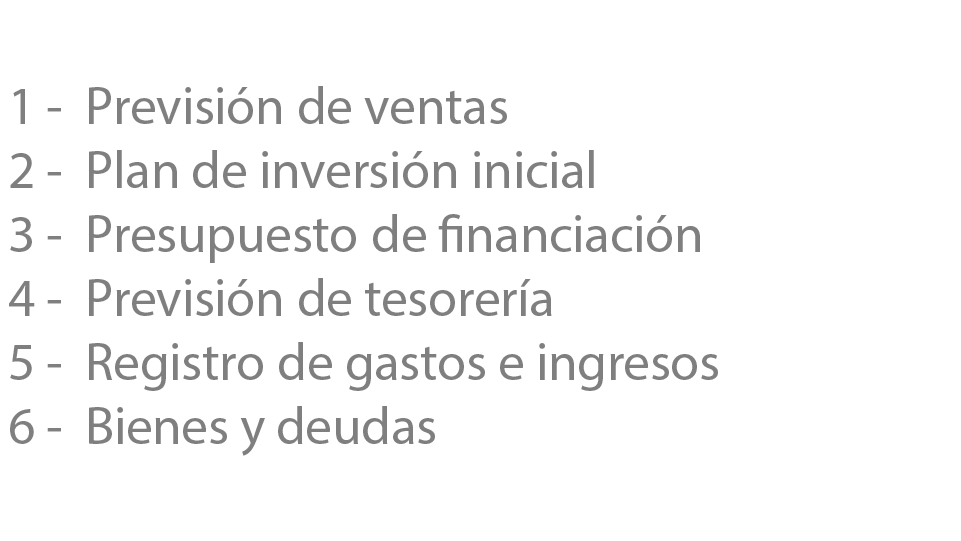 1 - Previsión de ventas
2 - Plan de inversión inicial
3 - Presupuesto de financiación
4 - Previsión de tesorería
5 - Registro de gastos e ingresos
6 - Bienes y deudas